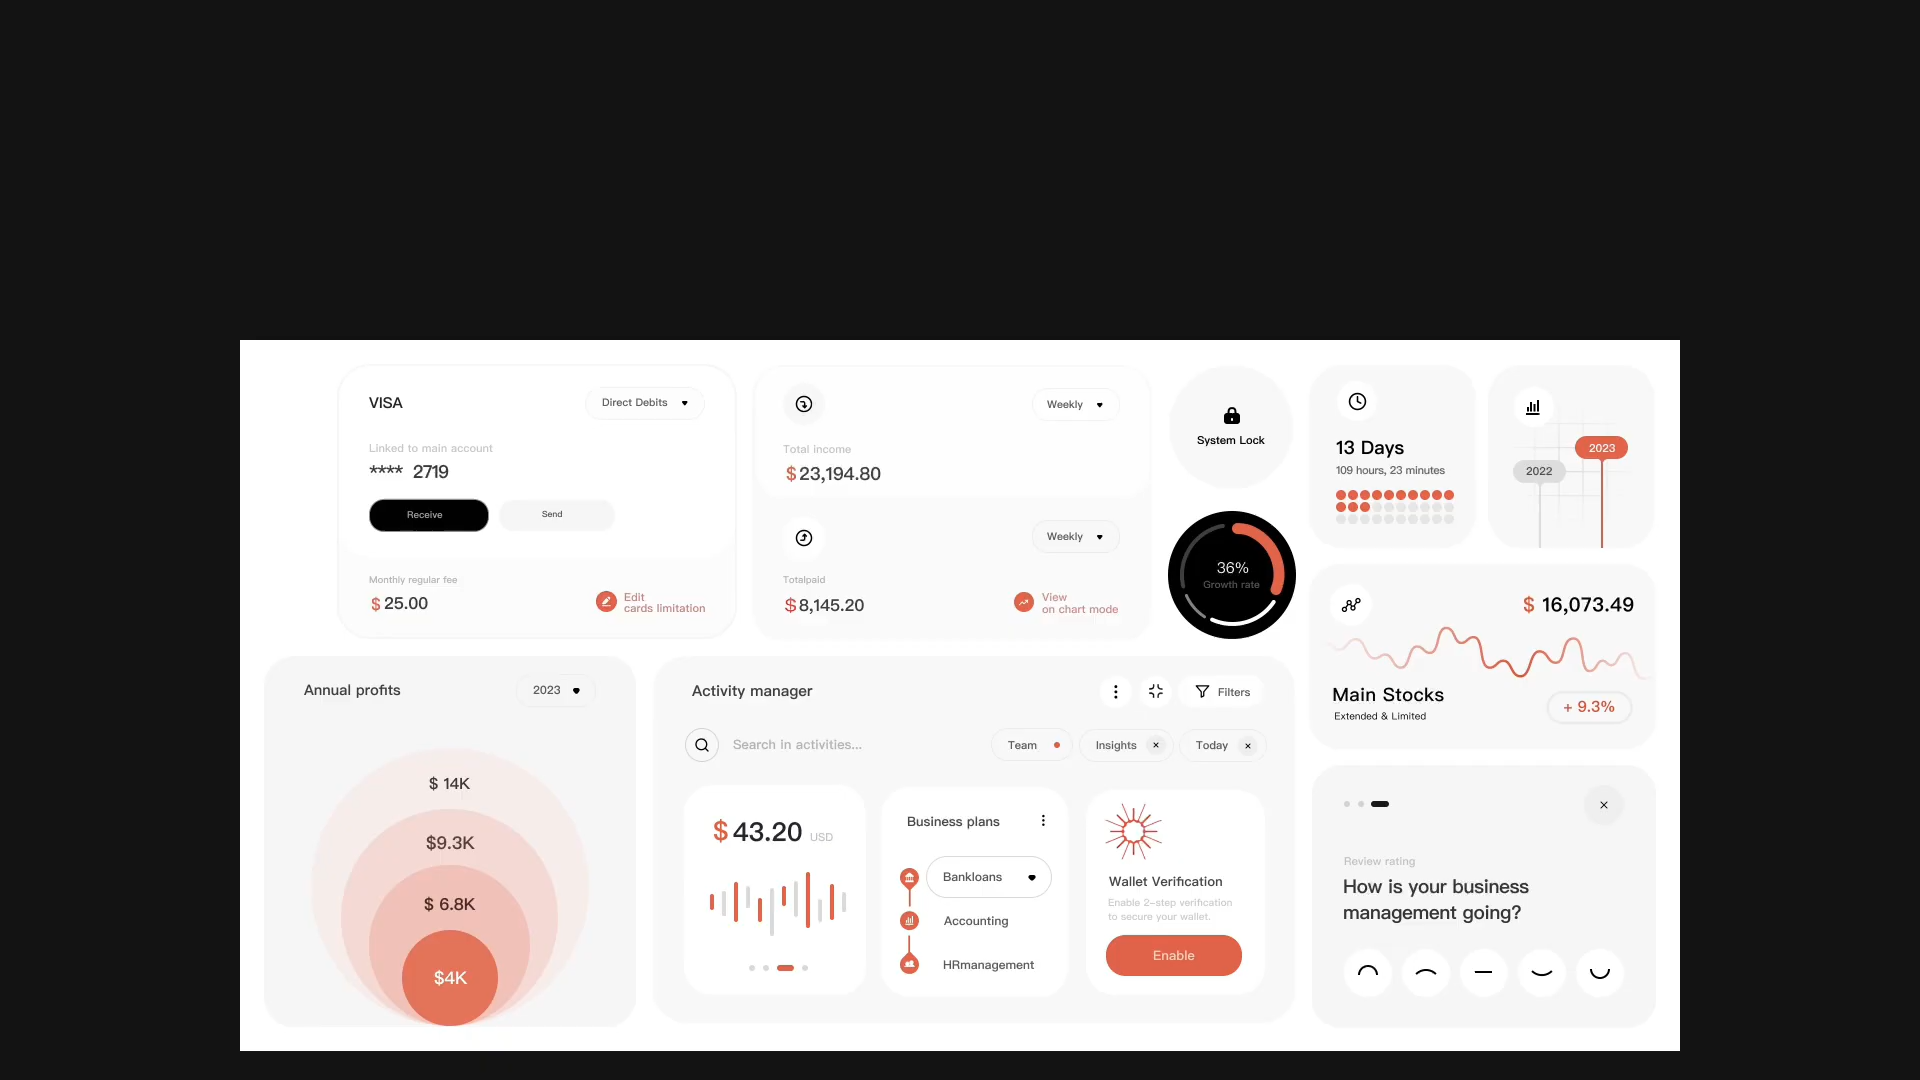 VISA
Direct Debits
Linked to main account
**** 2719
Receive
Send
Monthly regular fee
$ 25.00
Edit
cards limitation
Weekly
Total income
$ 23,194.80
Weekly
Totalpaid
$ 8,145.20
View
on chart mode
System Lock
36%
Growth rate
13 Days
109 hours, 23 minutes
2023
2022
$ 16,073.49
Main Stocks
Extended & Limited
+ 9.3%
Annual profits
2023
$ 14K
$9.3K
$ 6.8K
$4K
Activity manager
Filters
Search in activities...
Team
Insights
Today
$ 43.20 USD
Business plans
Bankloans
Accounting
HRmanagement
Wallet Verification
Enable 2-step verification
to secure your wallet.
Enable
Review rating
How is your business
management going?